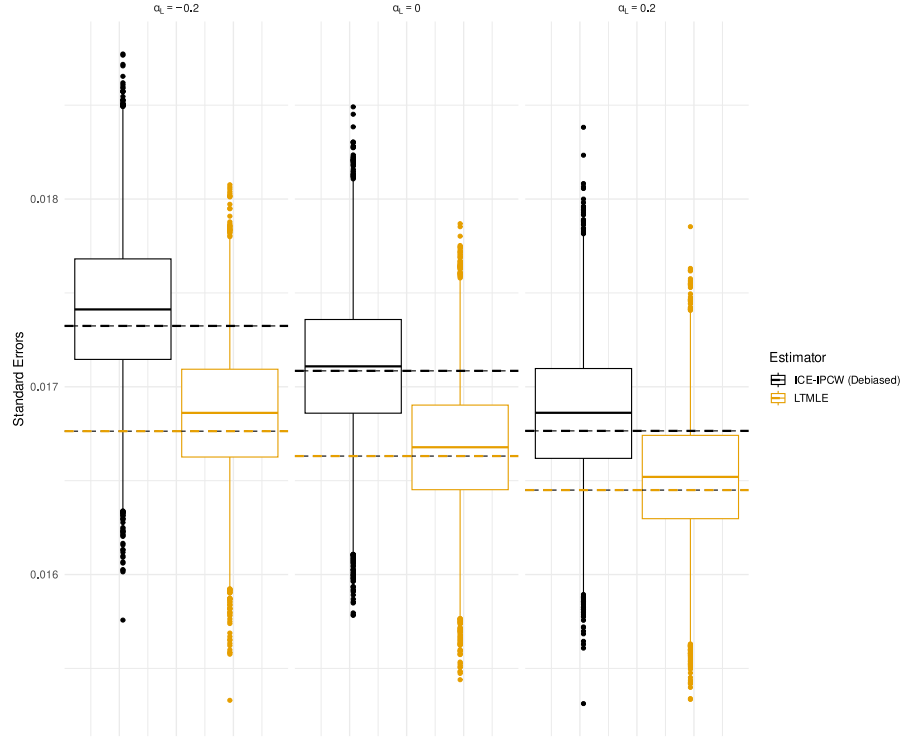 α_L = −0.2
α_L = 0
α_L = 0.2
Standard Errors
0.018
0.017
0.016
Estimator
ICE-IPCW (Debiased)
LTMLE